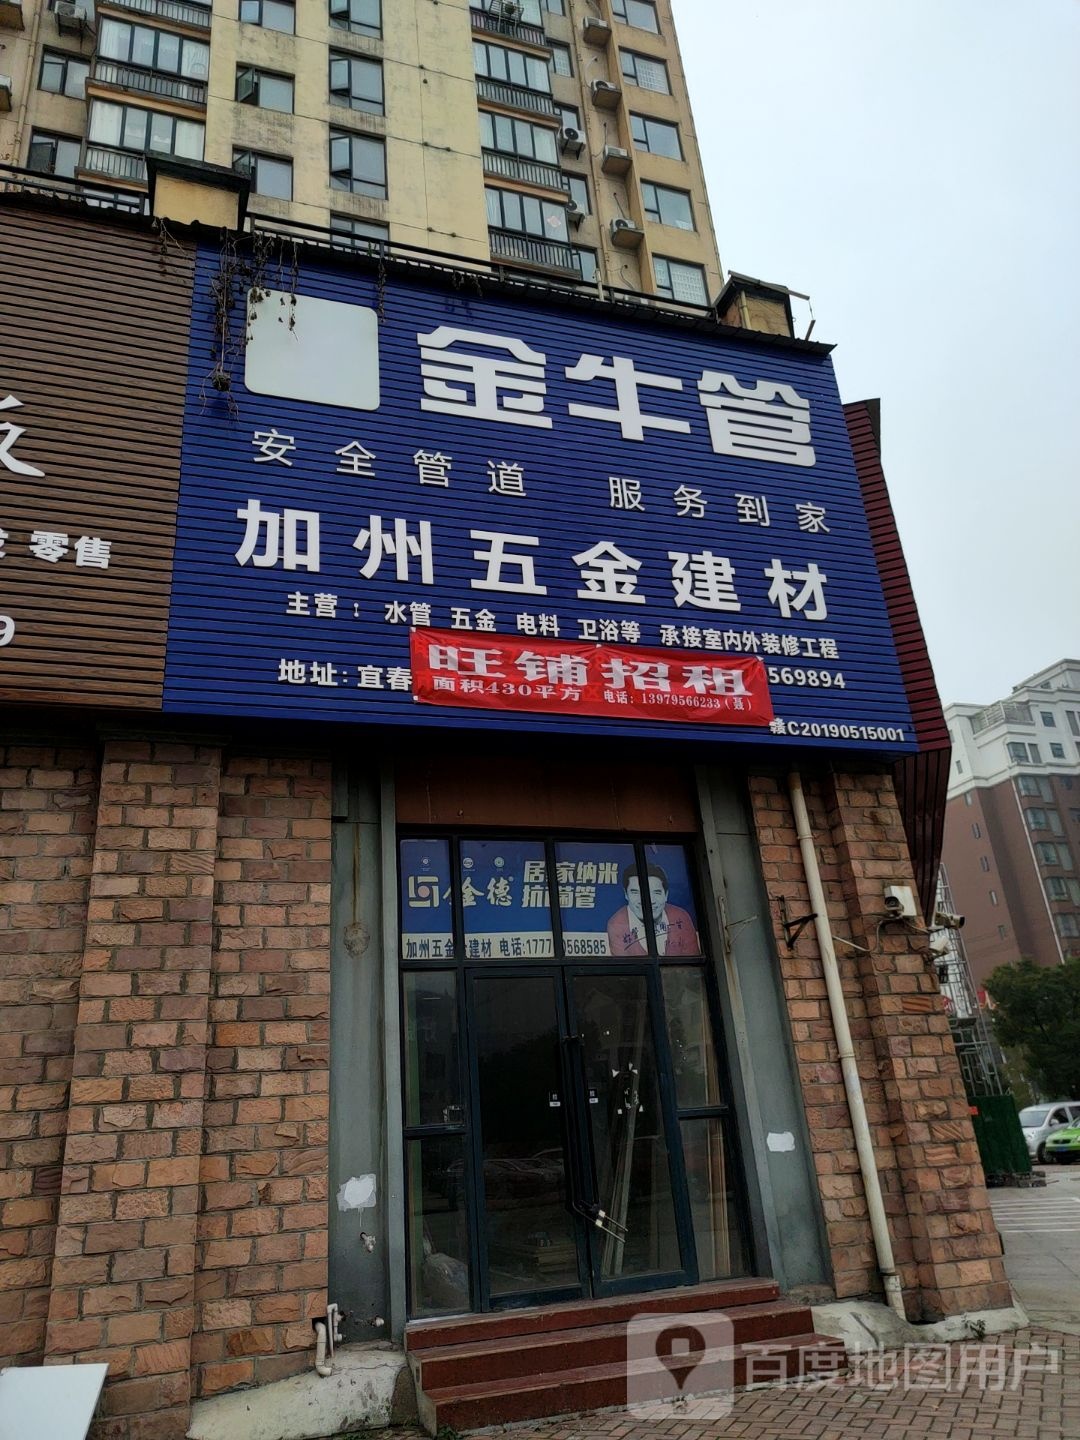 金牛管
安全管道 服务到家
加州五金建材
主营：水管 五金 电料 卫浴等 承接室内外装修工程
地址：宜春
569894
旺铺招租
面积430平方 电话：13979566233（聂）
赣C20190515001
零售
9
金德®
居家纳米
抗菌管
加州五金 建材 电话:1777 0568585
百度地图用户